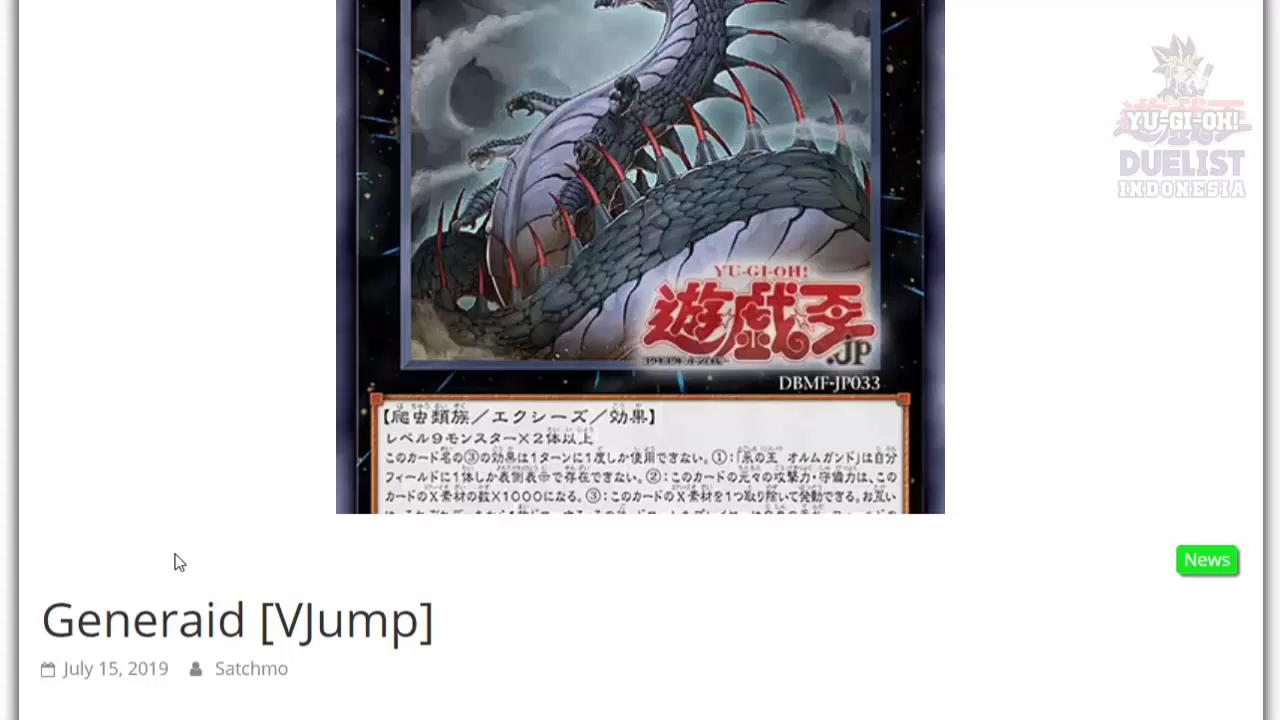 YU-GI-OH!
DUELIST
INDONESIA
YU-GI-OH!
遊戯王
.JP
DBMF-JP033
【爬虫類族／エクシーズ／効果】
レベル９モンスター×２体以上
このカード名の③の効果は１ターンに１度しか使用できない。①：「氷の王 オルムガンド」は自分
フィールドに１体しか表側表示で存在できない。②：このカードの元々の攻撃力・守備力は、この
カードのX素材の数×1000になる。③：このカードのX素材を１つ取り除いて発動できる。お互い
News
Generaid [VJump]
July 15, 2019 Satchmo